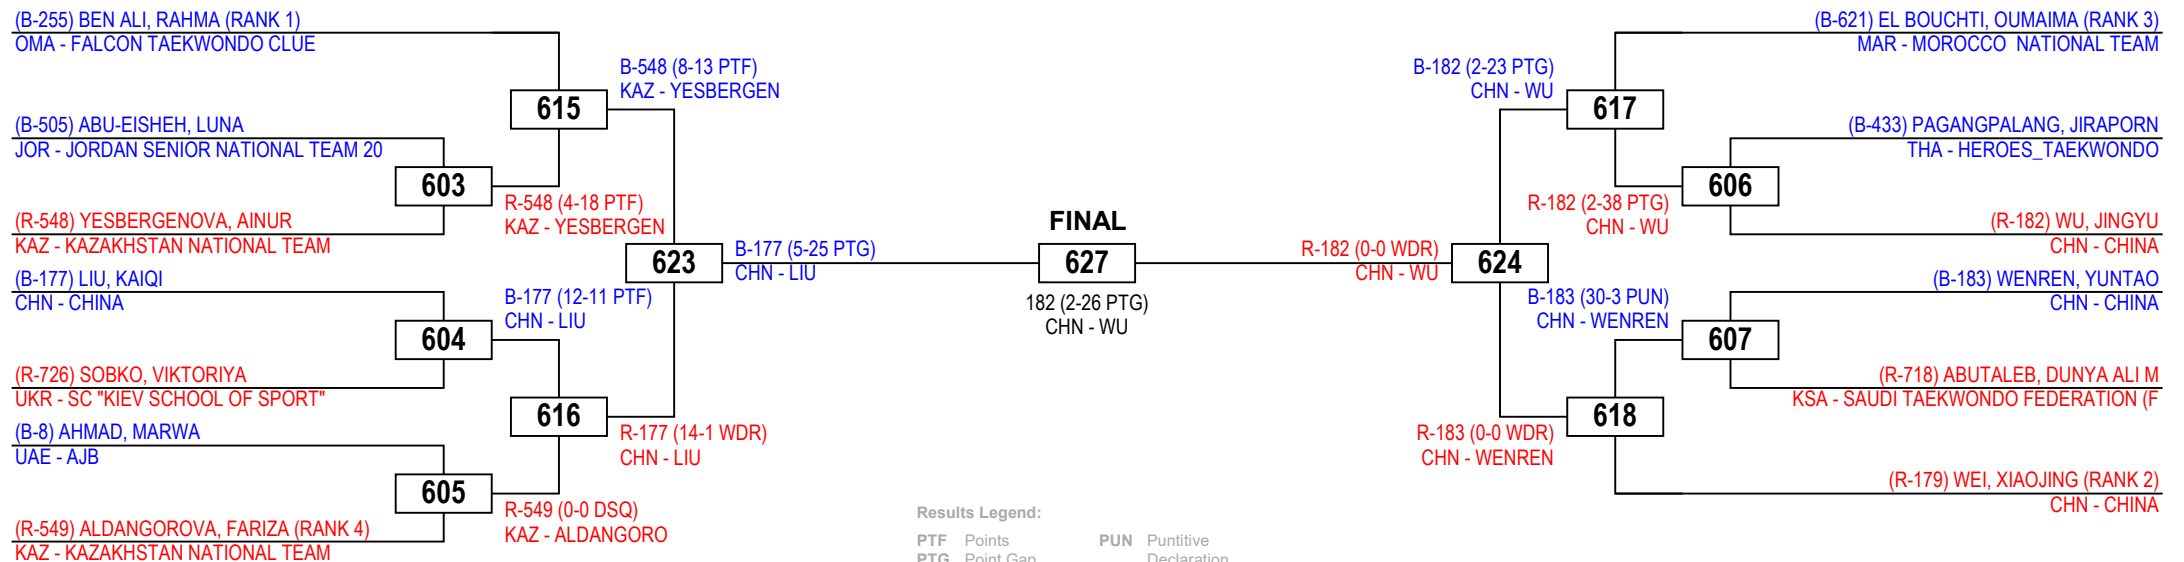 (B-255) BEN ALI, RAHMA (RANK 1)
OMA - FALCON TAEKWONDO CLUE
(B-505) ABU-EISHEH, LUNA
JOR - JORDAN SENIOR NATIONAL TEAM 20
(R-548) YESBERGENOVA, AINUR
KAZ - KAZAKHSTAN NATIONAL TEAM
(B-177) LIU, KAIQI
CHN - CHINA
(R-726) SOBKO, VIKTORIYA
UKR - SC "KIEV SCHOOL OF SPORT"
(B-8) AHMAD, MARWA
UAE - AJB
(R-549) ALDANGOROVA, FARIZA (RANK 4)
KAZ - KAZAKHSTAN NATIONAL TEAM
603
604
605
R-548 (4-18 PTF)
KAZ - YESBERGEN
B-177 (12-11 PTF)
CHN - LIU
R-549 (0-0 DSQ)
KAZ - ALDANGORO
615
616
B-548 (8-13 PTF)
KAZ - YESBERGEN
R-177 (14-1 WDR)
CHN - LIU
623
B-177 (5-25 PTG)
CHN - LIU
FINAL
627
182 (2-26 PTG)
CHN - WU
R-182 (0-0 WDR)
CHN - WU
624
B-182 (2-23 PTG)
CHN - WU
R-183 (0-0 WDR)
CHN - WENREN
617
618
R-182 (2-38 PTG)
CHN - WU
B-183 (30-3 PUN)
CHN - WENREN
606
607
(B-621) EL BOUCHTI, OUMAIMA (RANK 3)
MAR - MOROCCO  NATIONAL TEAM
(B-433) PAGANGPALANG, JIRAPORN
THA - HEROES_TAEKWONDO
(R-182) WU, JINGYU
CHN - CHINA
(B-183) WENREN, YUNTAO
CHN - CHINA
(R-718) ABUTALEB, DUNYA ALI M
KSA - SAUDI TAEKWONDO FEDERATION (F
(R-179) WEI, XIAOJING (RANK 2)
CHN - CHINA
Results Legend:
PTF Points
PUN Puntitive
PTG Point Gap
Declaration